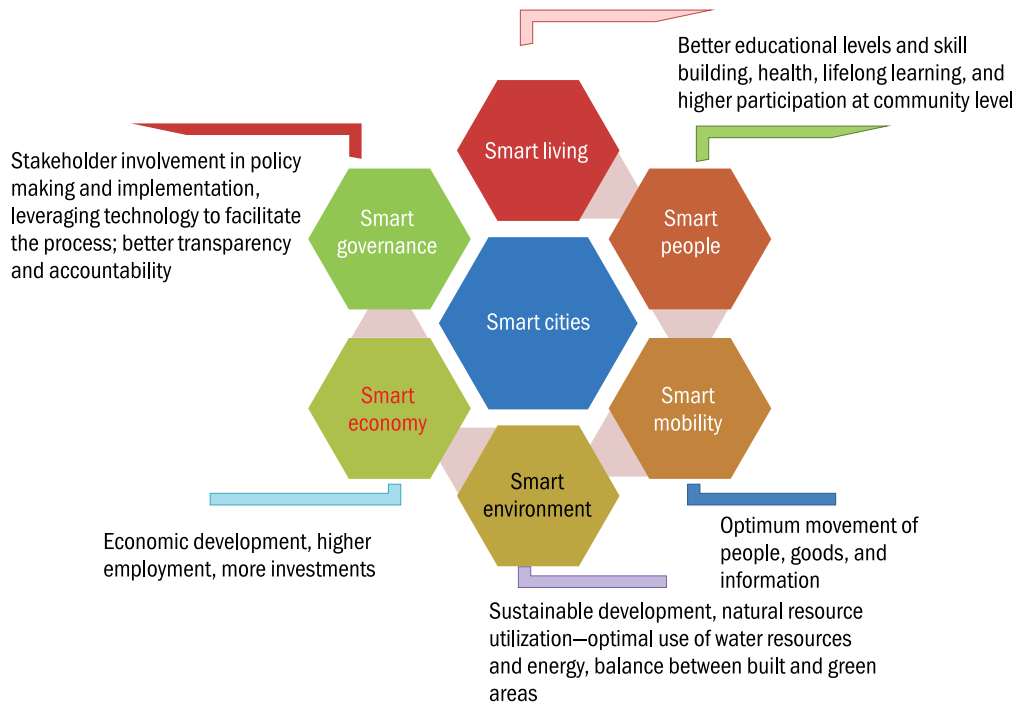 Better educational levels and skill
building, health, lifelong learning, and
higher participation at community level
Smart living
Stakeholder involvement in policy
making and implementation,
leveraging technology to facilitate
the process; better transparency
and accountability
Smart
governance
Smart
people
Smart cities
Smart
economy
Smart
mobility
Smart
environment
Economic development, higher
employment, more investments
Optimum movement of
people, goods, and
information
Sustainable development, natural resource
utilization—optimal use of water resources
and energy, balance between built and green
areas